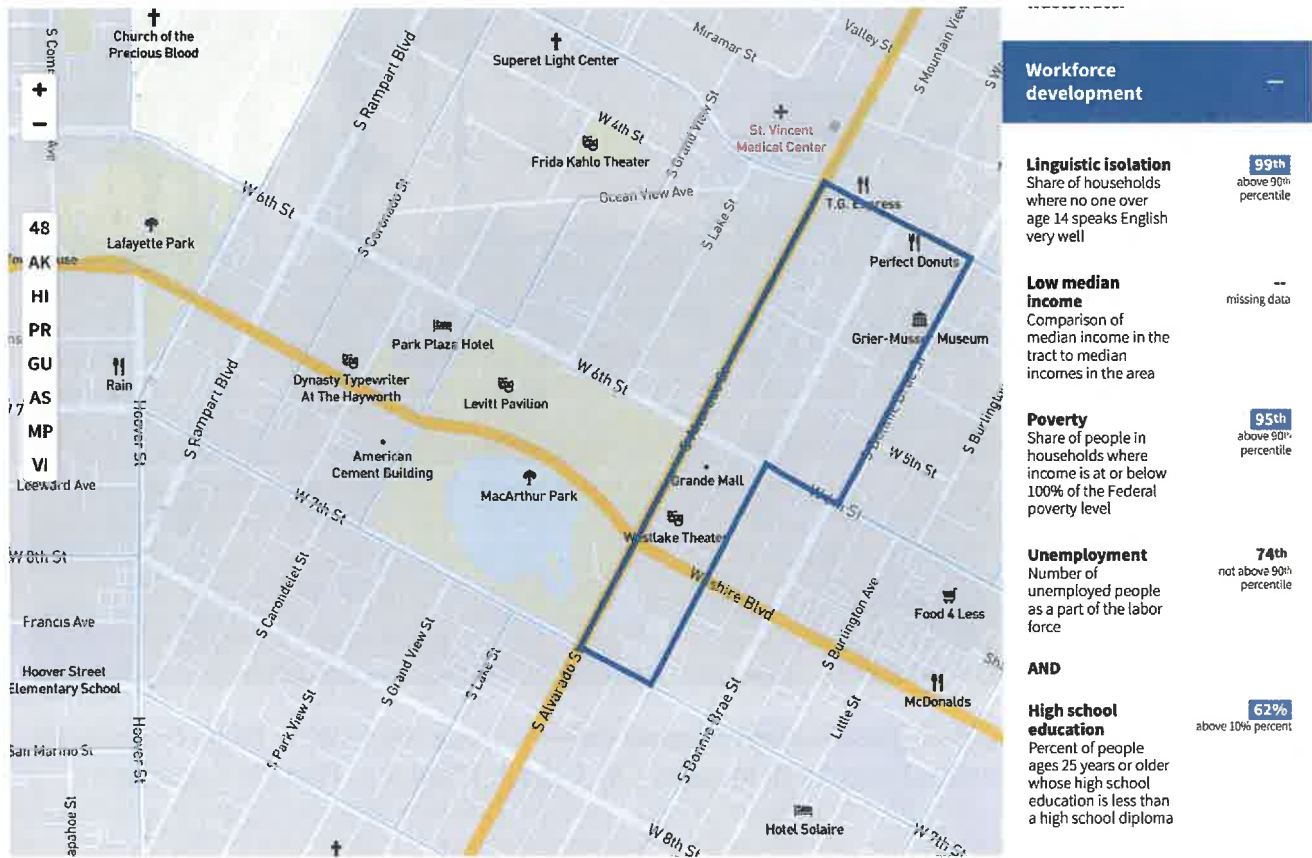 Church of the
Precious Blood
Superet Light Center
Miramar St
Valley St
S Mountain View
S Rampart Blvd
+
−
W 4th St
Frida Kahlo Theater
S Grand View St
St. Vincent
Medical Center
Ocean View Ave
W 6th St
S Coronado St
S Lake St
T.G. Express
Perfect Donuts
Lafayette Park
48
AK
HI
PR
GU
AS
MP
VI
Park Plaza Hotel
Grier-Musser Museum
W 6th St
Dynasty Typewriter
At The Hayworth
Levitt Pavilion
Rain
Hoover St
S Rampart Blvd
American
Cement Building
MacArthur Park
Grande Mall
W 5th St
Leeward Ave
W 7th St
Westlake Theater
W 8th St
Wilshire Blvd
S Carondelet St
S Burlington Ave
Food 4 Less
Francis Ave
Hoover Street
Elementary School
S Grand View St
S Lake St
S Alvarado S
McDonalds
S Park View St
S Bonnie Brae St
Little St
San Marino St
Hoover St
Hotel Solaire
W 8th St
W 7th St
apahoe St
Workforce
development
—
Linguistic isolation
Share of households
where no one over
age 14 speaks English
very well
99th
above 90th
percentile
Low median
income
Comparison of
median income in the
tract to median
incomes in the area
--
missing data
Poverty
Share of people in
households where
income is at or below
100% of the Federal
poverty level
95th
above 90th
percentile
Unemployment
Number of
unemployed people
as a part of the labor
force
74th
not above 90th
percentile
AND
High school
education
Percent of people
ages 25 years or older
whose high school
education is less than
a high school diploma
62%
above 10% percent